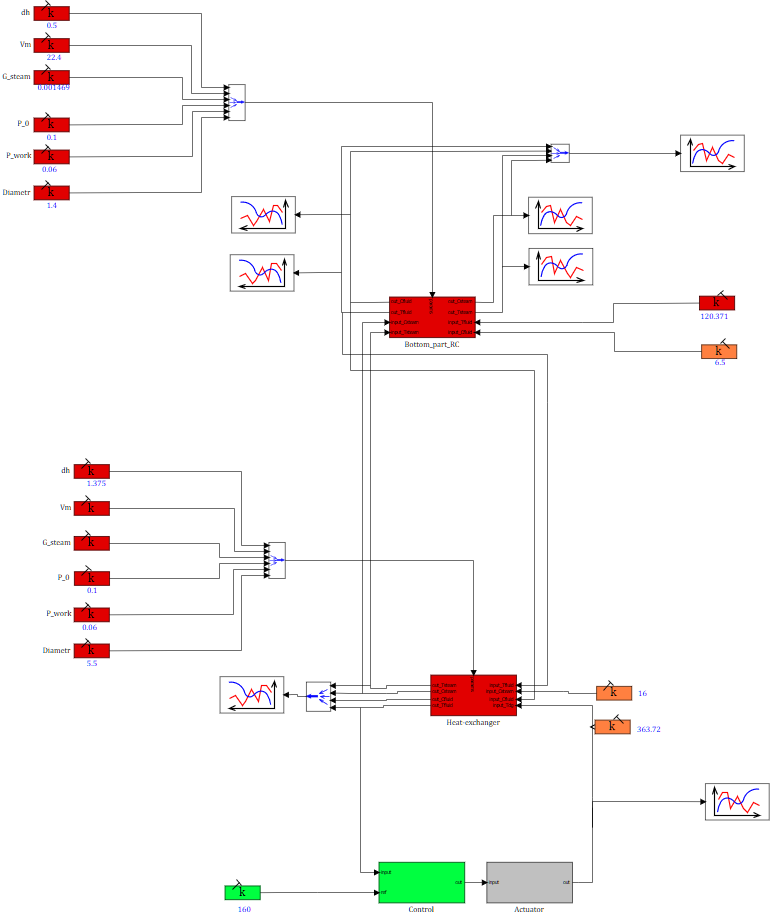 dh
k
0.5
Vm
k
22.4
G_steam
k
0.001469
P_0
k
0.1
P_work
k
0.06
Diametr
k
1.4
k
120.371
k
6.5
Bottom_part_RC
dh
k
1.375
Vm
k
G_steam
k
P_0
k
0.1
P_work
k
0.06
Diametr
k
5.5
Heat-exchanger
k
16
k
363.72
input
out
ref
input
out
k
160
Control
Actuator